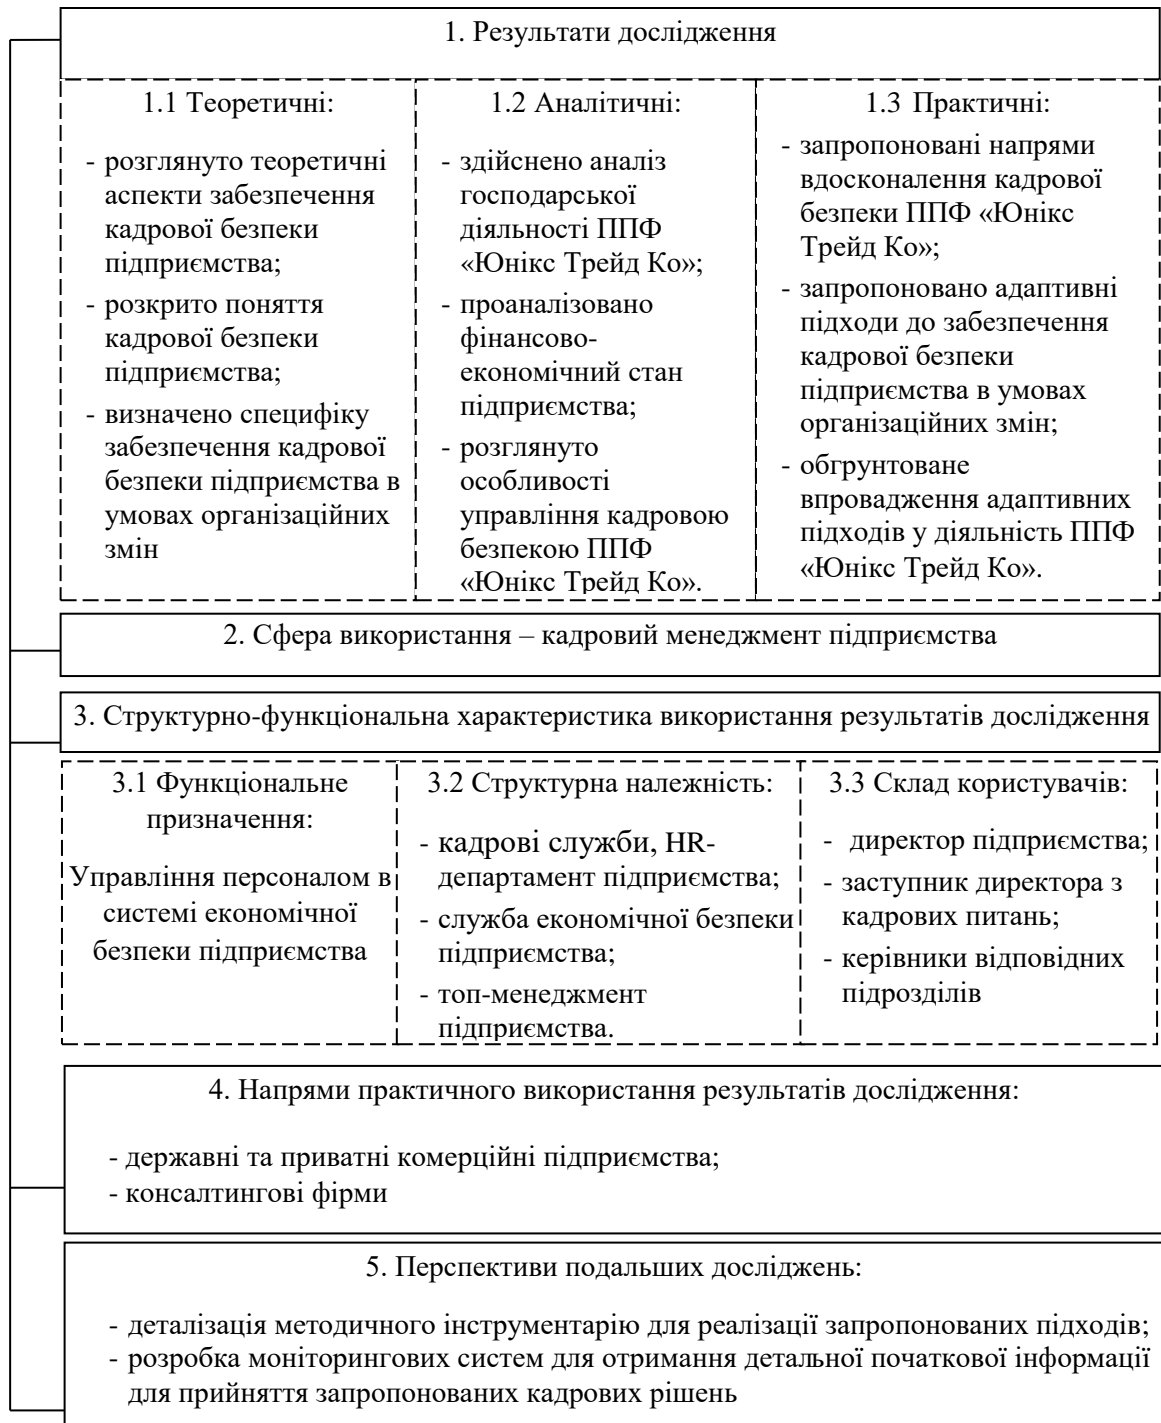 1. Результати дослідження
1.1 Теоретичні:
- розглянуто теоретичні
аспекти забезпечення
кадрової безпеки
підприємства;
- розкрито поняття
кадрової безпеки
підприємства;
- визначено специфіку
забезпечення кадрової
безпеки підприємства в
умовах організаційних
змін
1.2 Аналітичні:
- здійснено аналіз
господарської
діяльності ППФ
«Юнікс Трейд Ко»;
- проаналізовано
фінансово-
економічний стан
підприємства;
- розглянуто
особливості
управління кадровою
безпекою ППФ
«Юнікс Трейд Ко».
1.3 Практичні:
- запропоновані напрями
вдосконалення кадрової
безпеки ППФ «Юнікс
Трейд Ко»;
- запропоновано адаптивні
підходи до забезпечення
кадрової безпеки
підприємства в умовах
організаційних змін;
- обгрунтоване
впровадження адаптивних
підходів у діяльність ППФ
«Юнікс Трейд Ко».
2. Сфера використання – кадровий менеджмент підприємства
3. Структурно-функціональна характеристика використання результатів дослідження
3.1 Функціональне
призначення:
Управління персоналом в
системі економічної
безпеки підприємства
3.2 Структурна належність:
- кадрові служби, HR-
департамент підприємства;
- служба економічної безпеки
підприємства;
- топ-менеджмент
підприємства.
3.3 Склад користувачів:
- директор підприємства;
- заступник директора з
кадрових питань;
- керівники відповідних
підрозділів
4. Напрями практичного використання результатів дослідження:
- державні та приватні комерційні підприємства;
- консалтингові фірми
5. Перспективи подальших досліджень:
- деталізація методичного інструментарію для реалізації запропонованих підходів;
- розробка моніторингових систем для отримання детальної початкової інформації
для прийняття запропонованих кадрових рішень